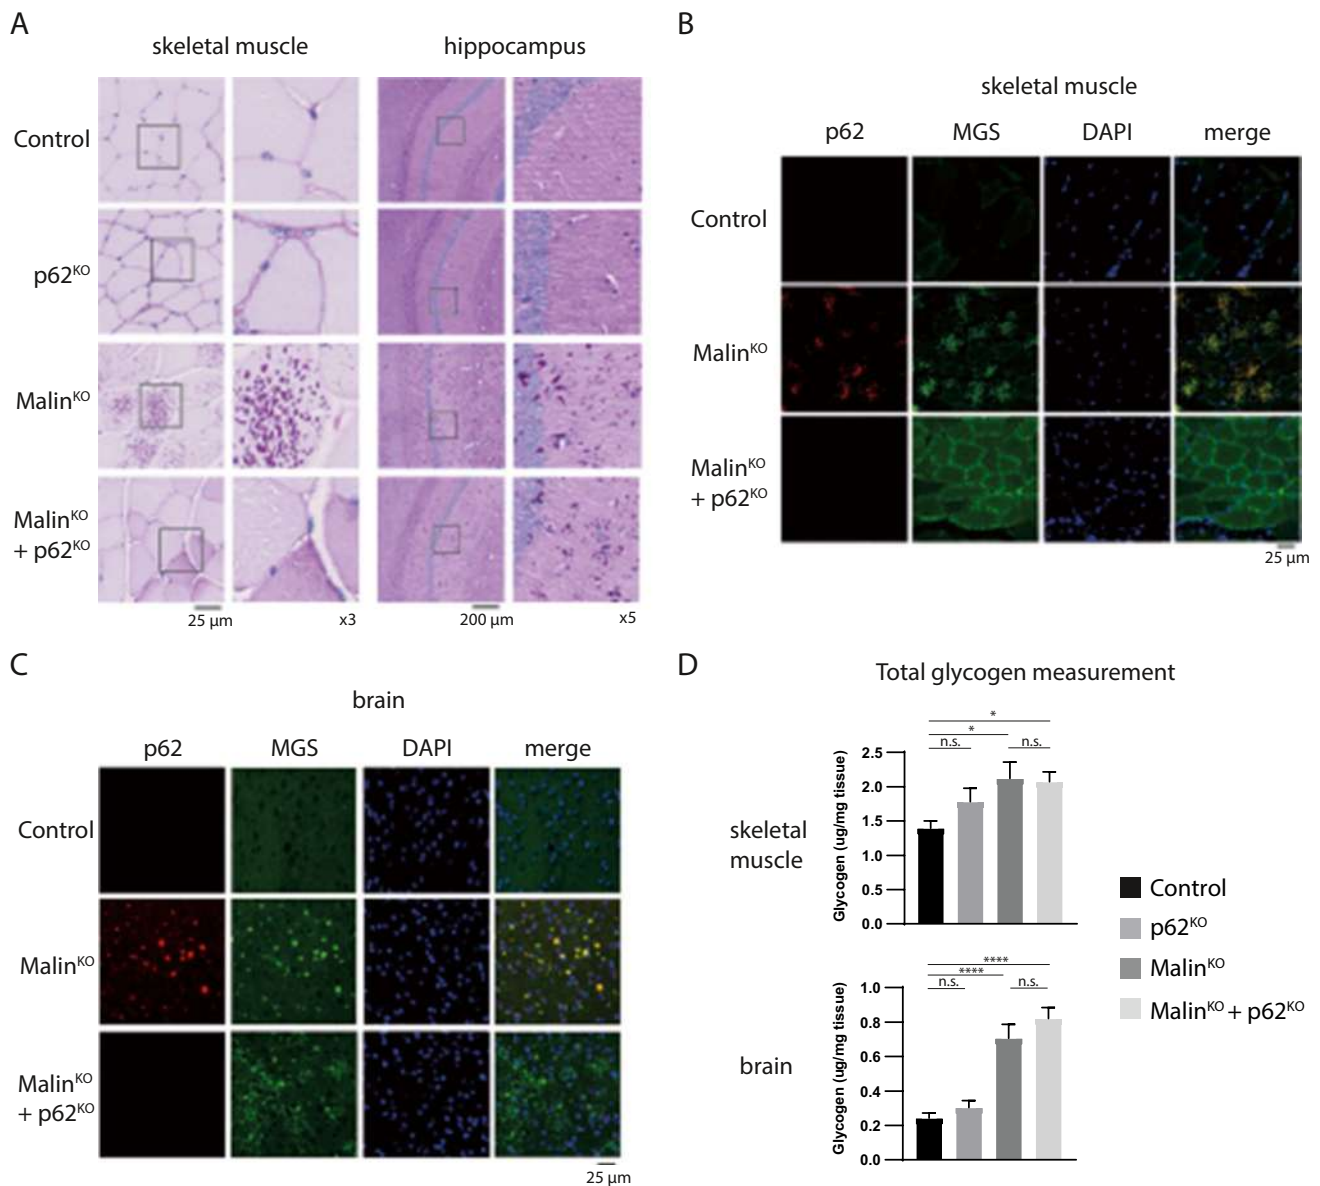 A
skeletal muscle
hippocampus
Control
p62KO
MalinKO
MalinKO
+ p62KO
25 µm
x3
200 µm
x5
B
skeletal muscle
p62
MGS
DAPI
merge
Control
MalinKO
MalinKO
+ p62KO
25 µm
C
brain
p62
MGS
DAPI
merge
Control
MalinKO
MalinKO
+ p62KO
25 µm
D
Total glycogen measurement
skeletal
muscle
Glycogen (ug/mg tissue)
*
*
n.s.
n.s.
2.5
2.0
1.5
1.0
0.5
0.0
brain
Glycogen (ug/mg tissue)
****
****
n.s.
n.s.
1.0
0.8
0.6
0.4
0.2
0.0
Control
p62KO
MalinKO
MalinKO + p62KO